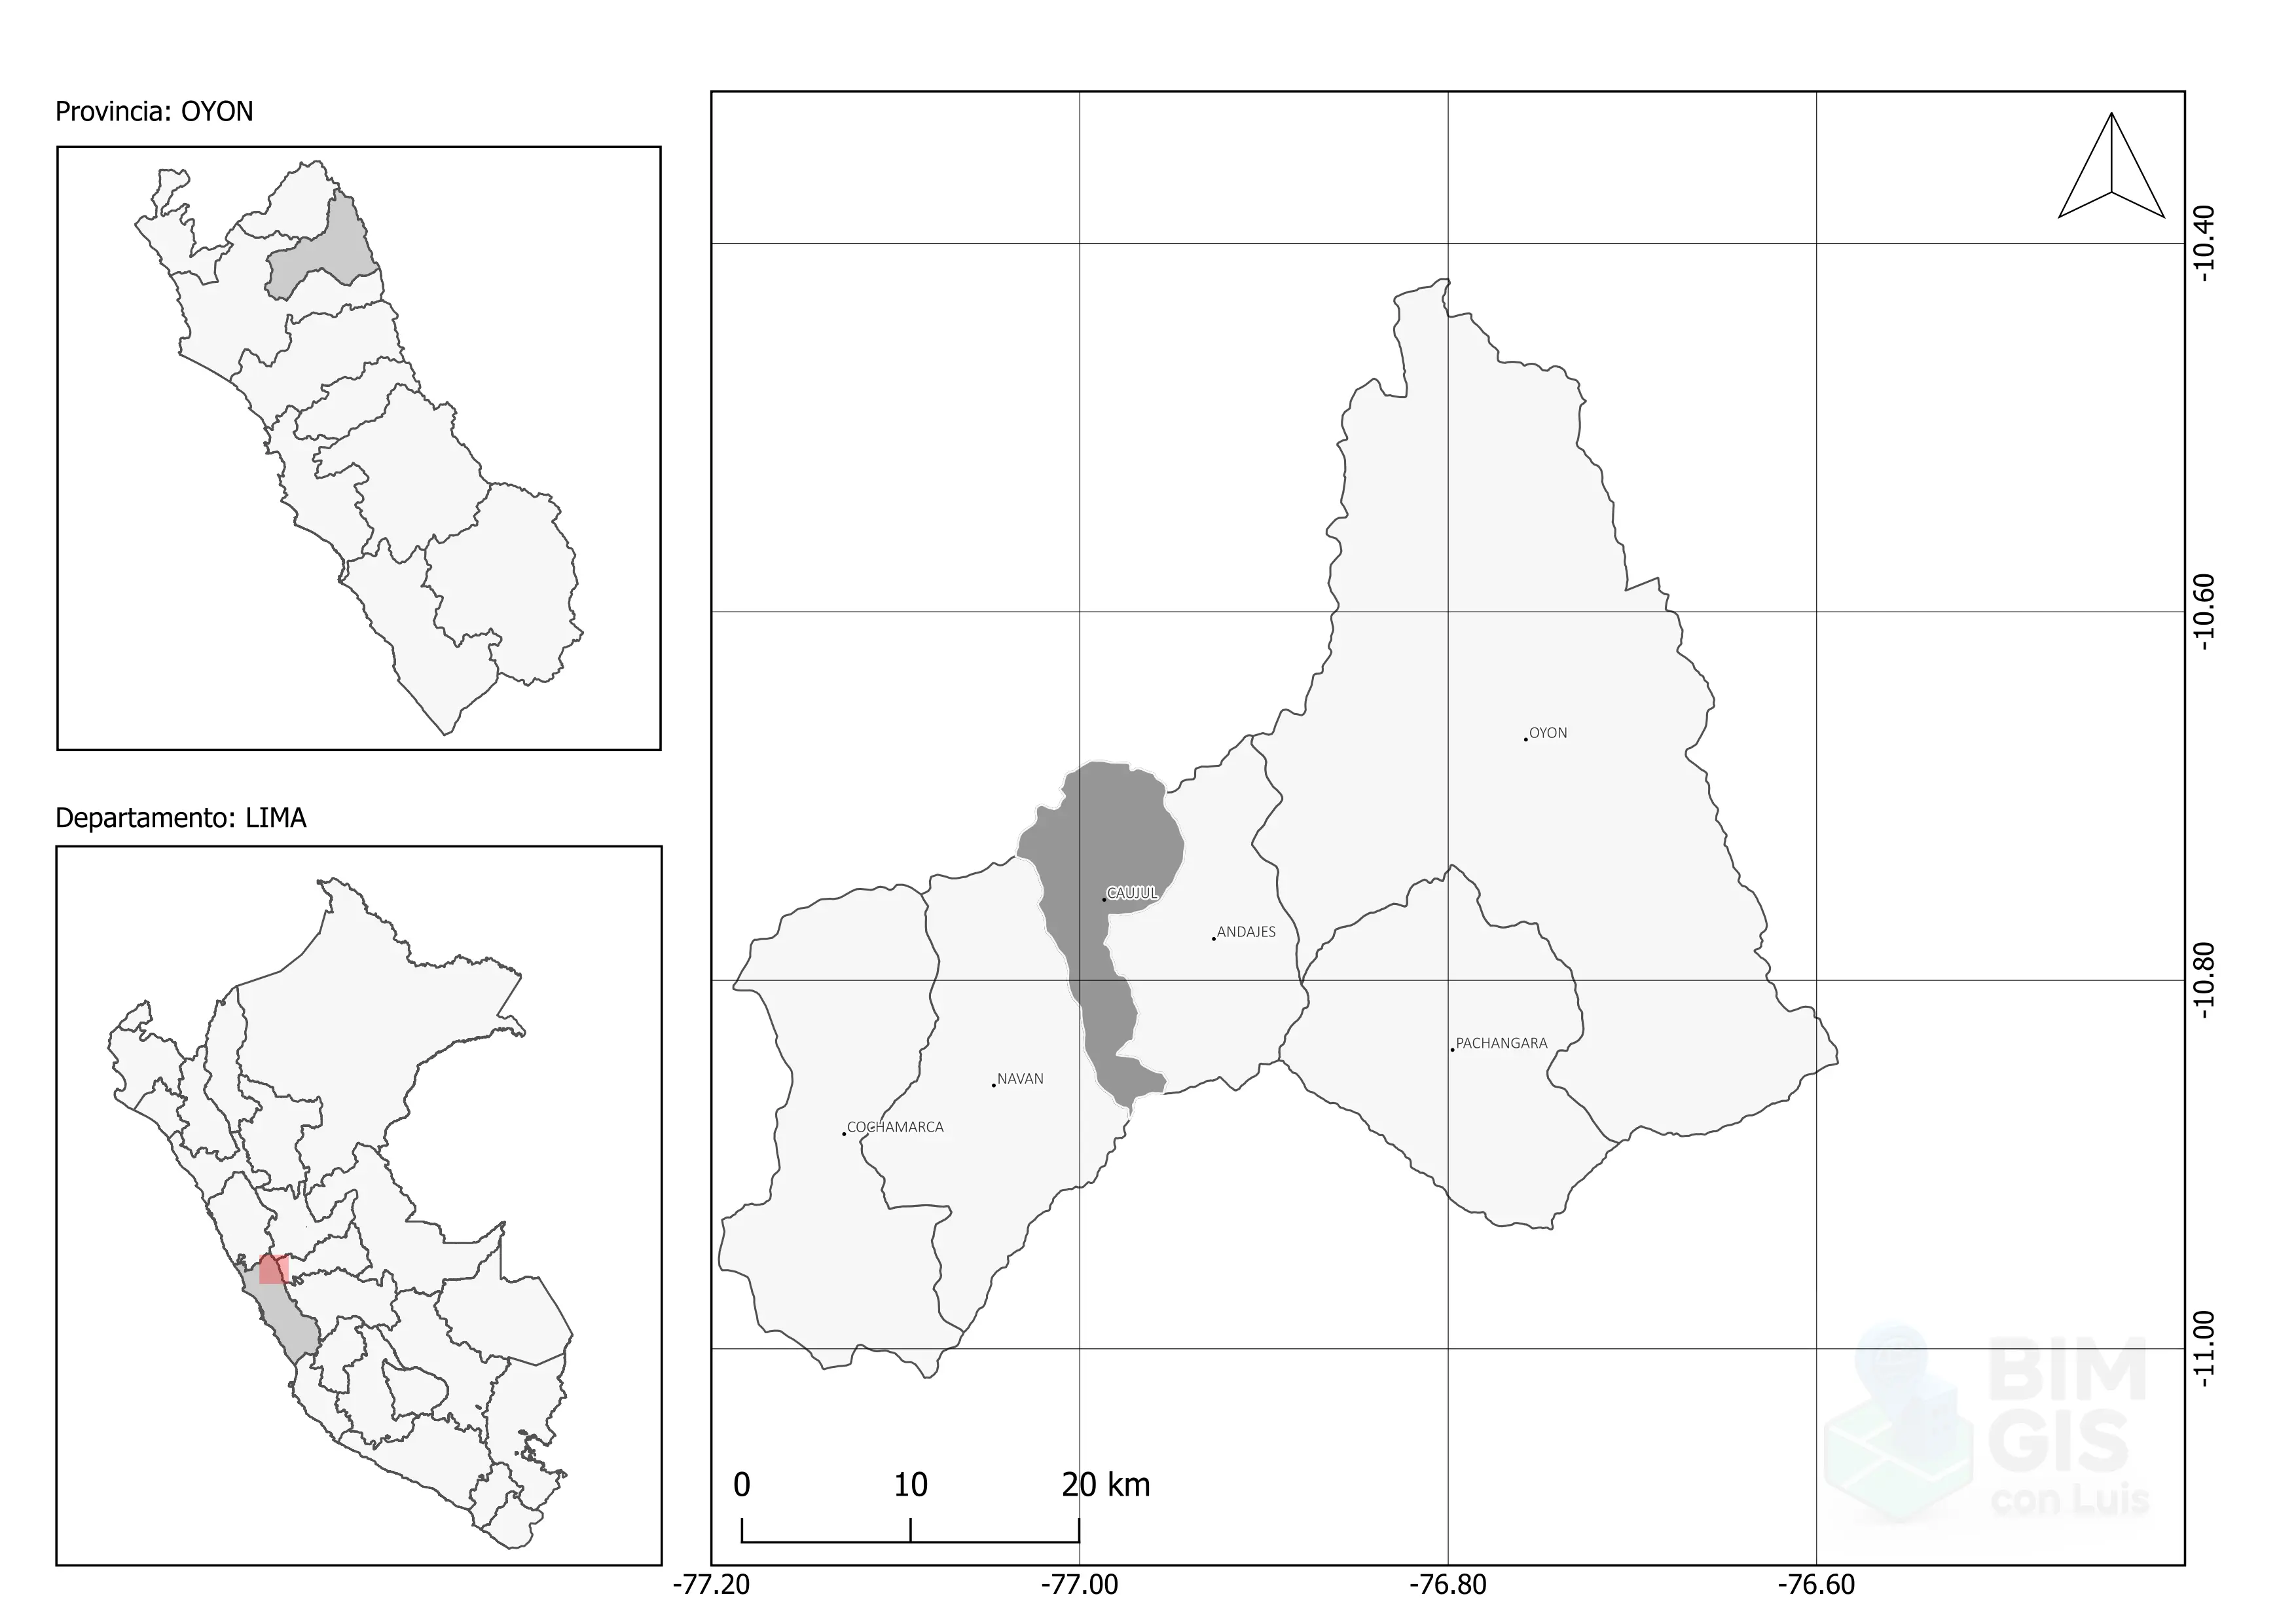 Provincia: OYON
Departamento: LIMA
OYON
CAUJUL
ANDAJES
PACHANGARA
NAVAN
COCHAMARCA
-10.40
-10.60
-10.80
-11.00
0 10 20 km
-77.20 -77.00 -76.80 -76.60
BIM
GIS
con Luis